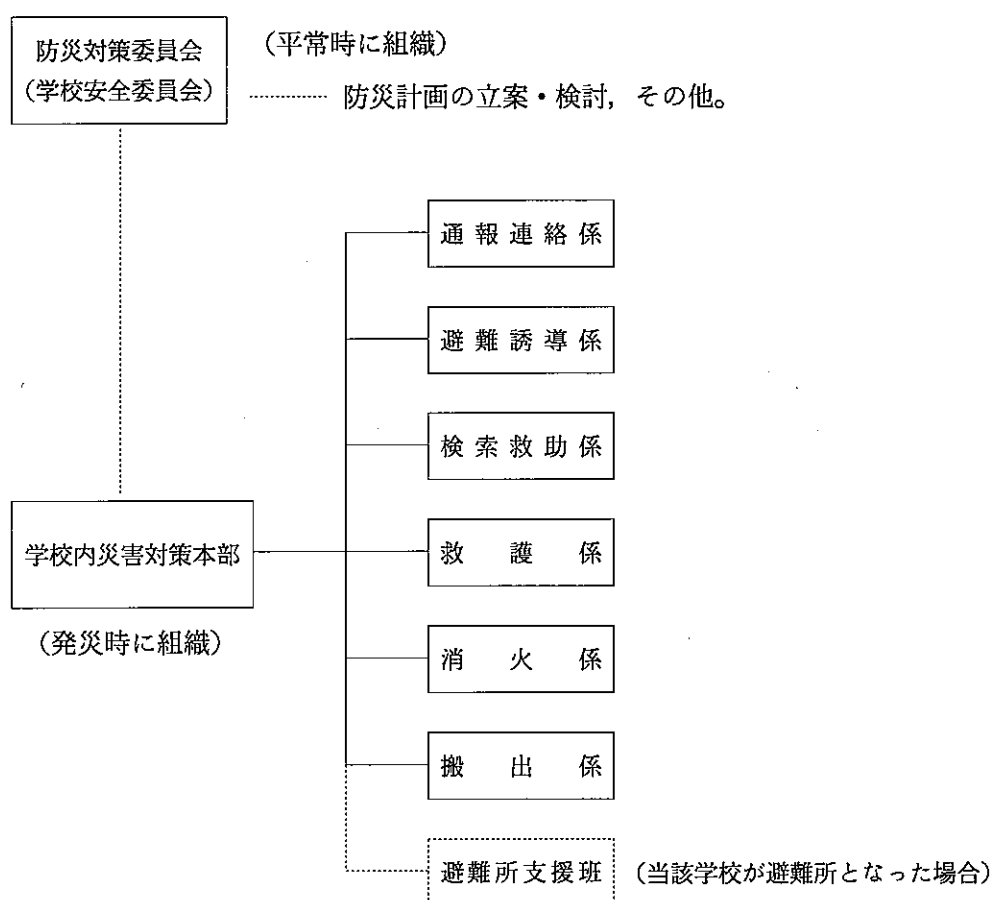 防災対策委員会
(学校安全委員会)
(平常時に組織)
防災計画の立案・検討,その他。
通報連絡係
避難誘導係
検索救助係
学校内災害対策本部
(発災時に組織)
救護係
消火係
搬出係
避難所支援班
(当該学校が避難所となった場合)